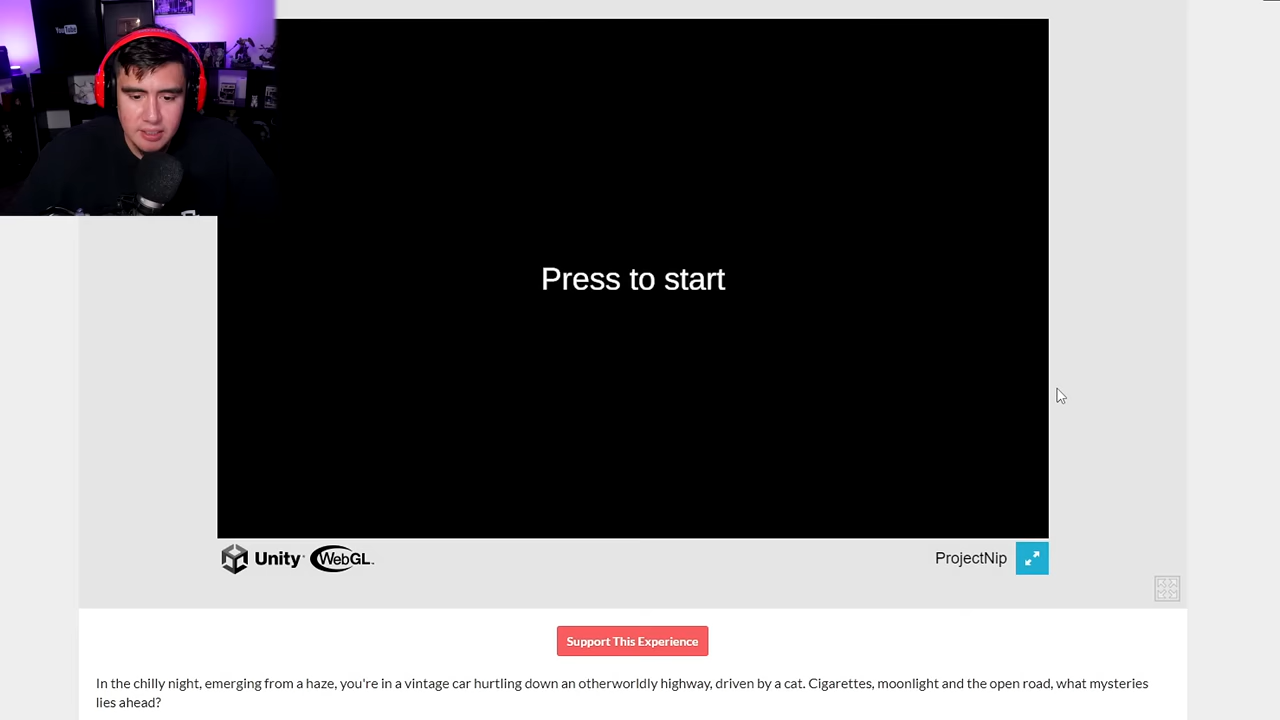 YouTube
Press to start
Unity WebGL
ProjectNip
Support This Experience
In the chilly night, emerging from a haze, you're in a vintage car hurtling down an otherworldly highway, driven by a cat. Cigarettes, moonlight and the open road, what mysteries
lies ahead?